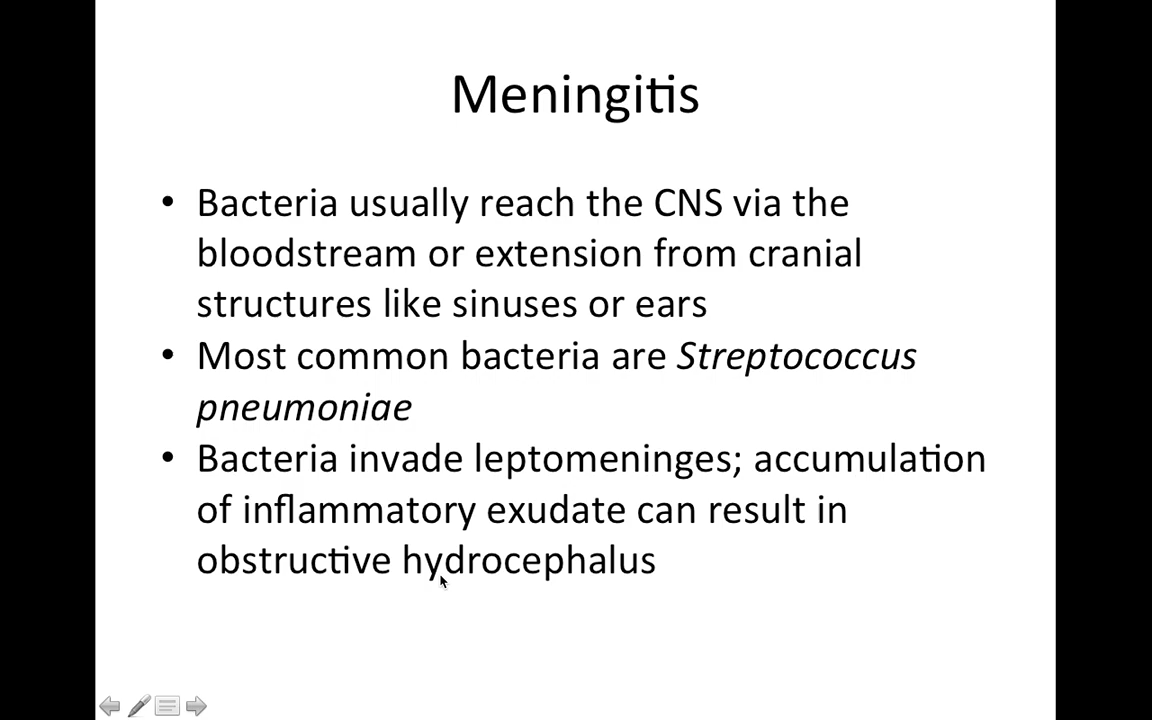 Meningitis
• Bacteria usually reach the CNS via the
bloodstream or extension from cranial
structures like sinuses or ears
• Most common bacteria are Streptococcus
pneumoniae
• Bacteria invade leptomeninges; accumulation
of inflammatory exudate can result in
obstructive hydrocephalus